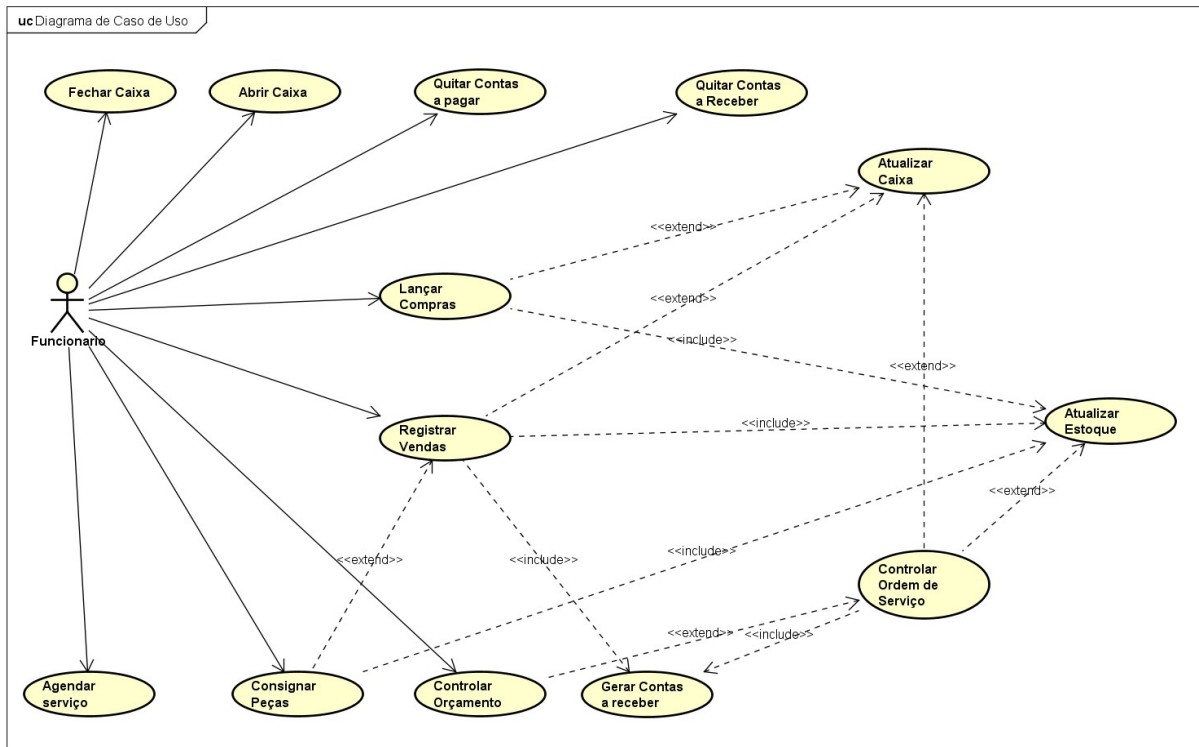 uc Diagrama de Caso de Uso
Fechar Caixa
Abrir Caixa
Quitar Contas
a pagar
Quitar Contas
a Receber
Atualizar
Caixa
<<extend>>
Lançar
Compras
<<extend>>
<<include>>
Funcionario
<<extend>>
Registrar
Vendas
<<include>>
Atualizar
Estoque
<<extend>>
<<extend>>
<<include>>
<<include>>
Controlar
Ordem de
Serviço
<<extend>>
<<include>>
Agendar
serviço
Consignar
Peças
Controlar
Orçamento
Gerar Contas
a receber